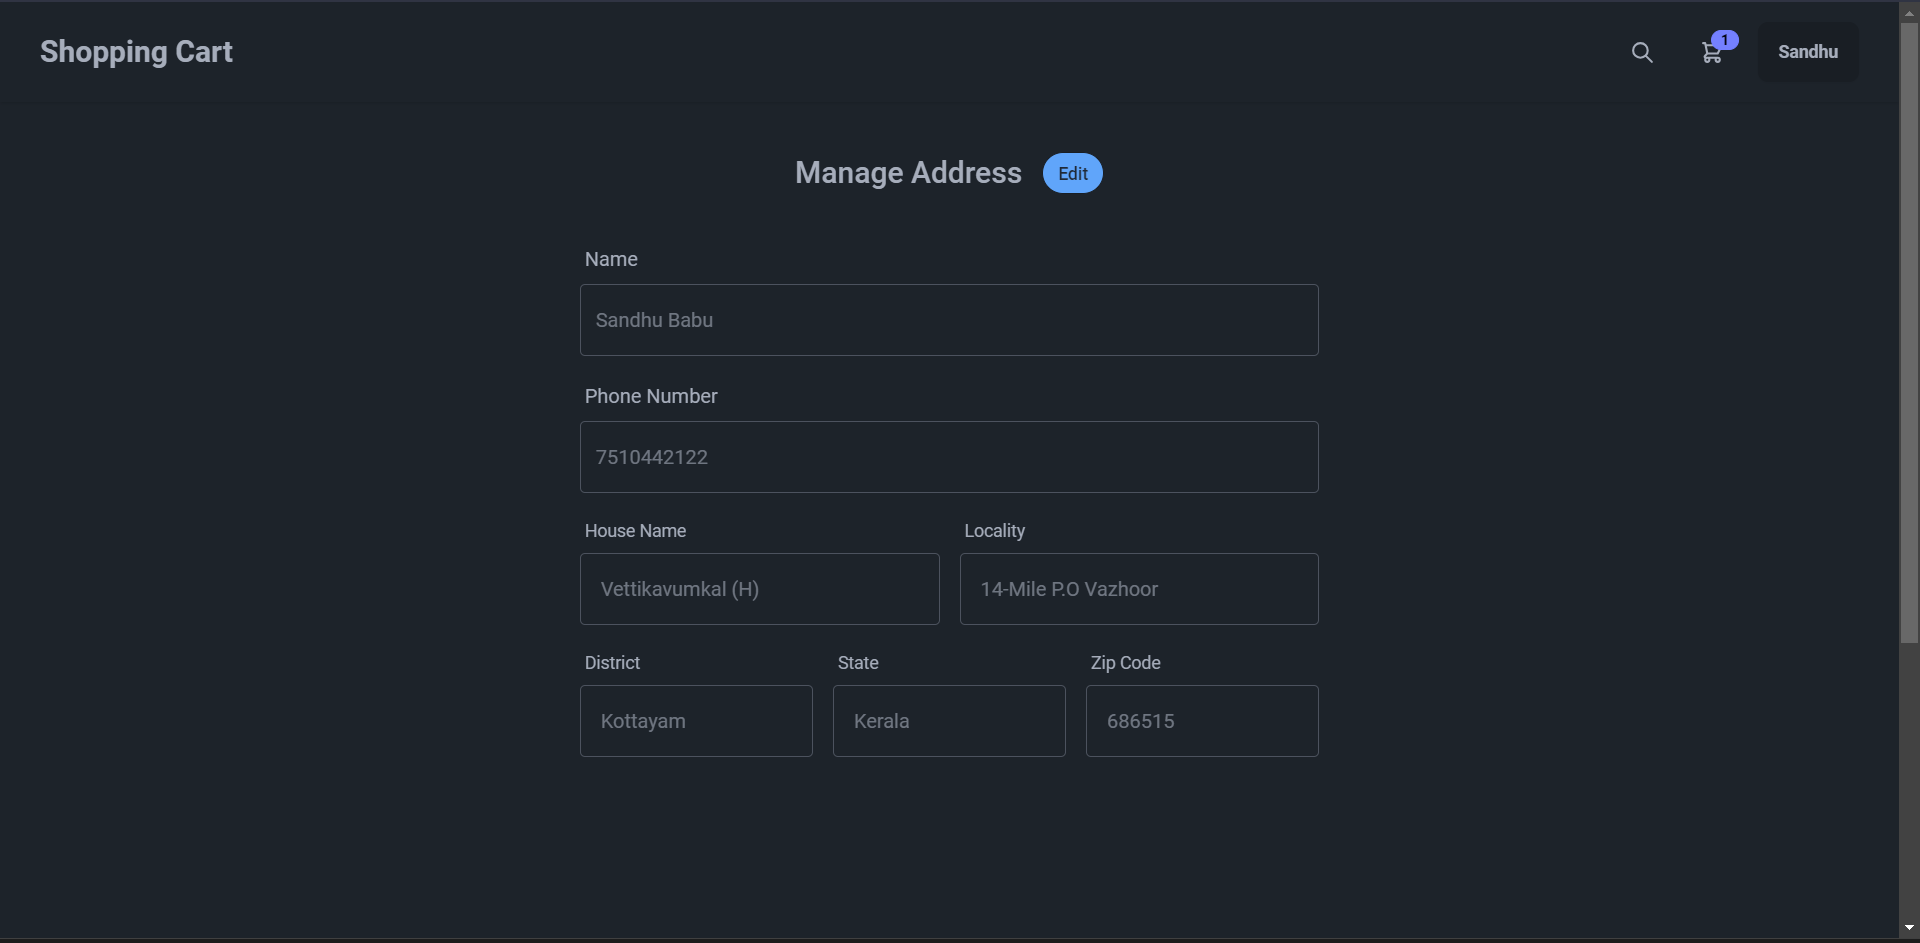 Shopping Cart
1
Sandhu
Manage Address
Edit
Name
Sandhu Babu
Phone Number
7510442122
House Name
Locality
Vettikavumkal (H)
14-Mile P.O Vazhoor
District
State
Zip Code
Kottayam
Kerala
686515